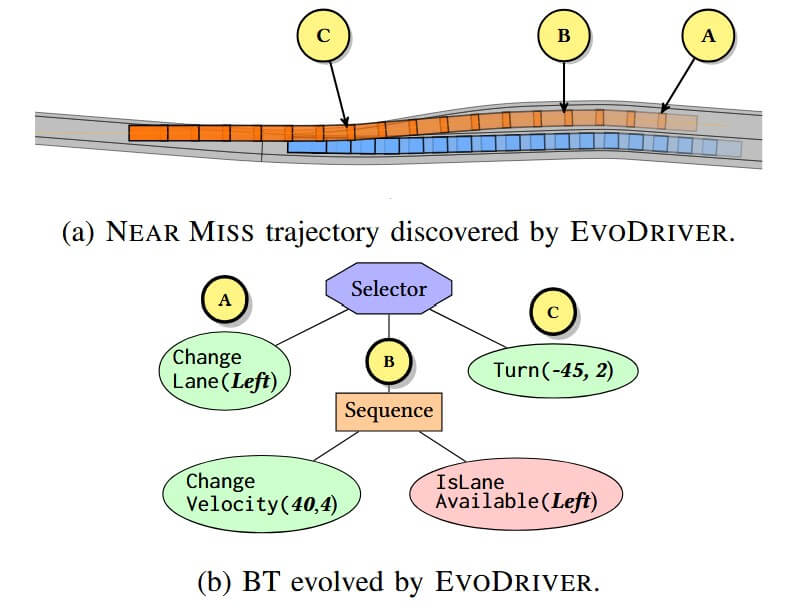 C
B
A
(a) NEAR MISS trajectory discovered by EVODRIVER.
Selector
A
C
B
Change
Lane(Left)
Turn(-45, 2)
Sequence
Change
Velocity(40,4)
IsLane
Available(Left)
(b) BT evolved by EVODRIVER.